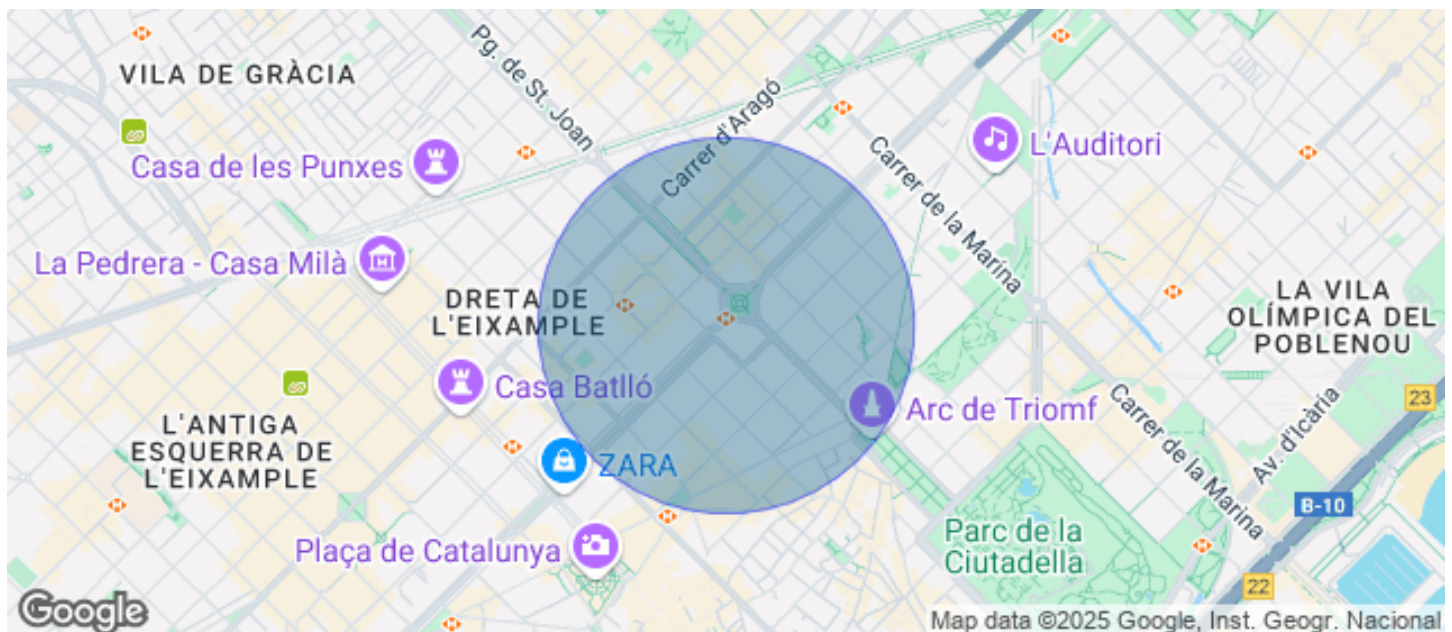 Pg. de St. Joan
VILA DE GRÀCIA
Carrer d'Aragó
Casa de les Punxes
L'Auditori
Carrer de la Marina
La Pedrera - Casa Milà
DRETA DE
L'EIXAMPLE
LA VILA
OLÍMPICA DEL
POBLENOU
Casa Batlló
Arc de Triomf
23
L'ANTIGA
ESQUERRA DE
L'EIXAMPLE
Av. d'Icària
Carrer de la Marina
ZARA
B-10
Plaça de Catalunya
Parc de la
Ciutadella
22
Google
Map data ©2025 Google, Inst. Geogr. Nacional